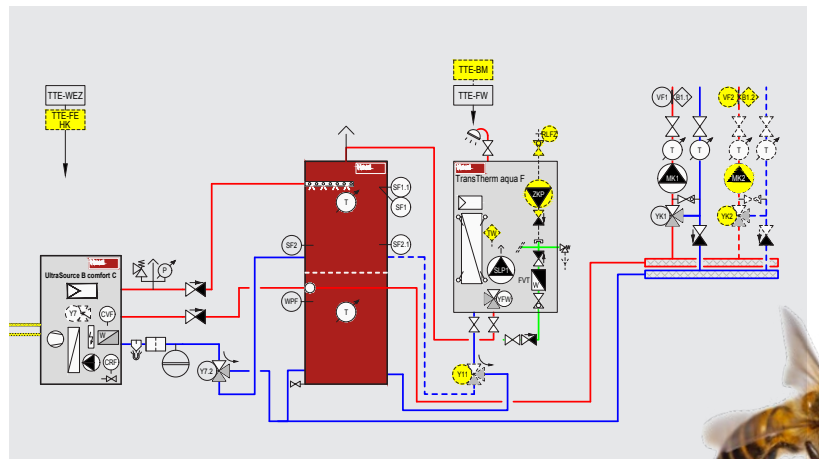 TTE-WEZ
TTE-FE
HK
TTE-BM
TTE-FW
RLFZ
VF1
B1.1
VF2
B1.2
T
T
T
T
TransTherm aqua F
ZKP
MK1
MK2
SF1.1
SF1
T
TW
YK1
YK2
SF2
SF2.1
SLP1
P
UltraSource B comfort C
FVT
W
WPF
YFW
T
Y7
CVF
W
CRF
Y7.2
Y11